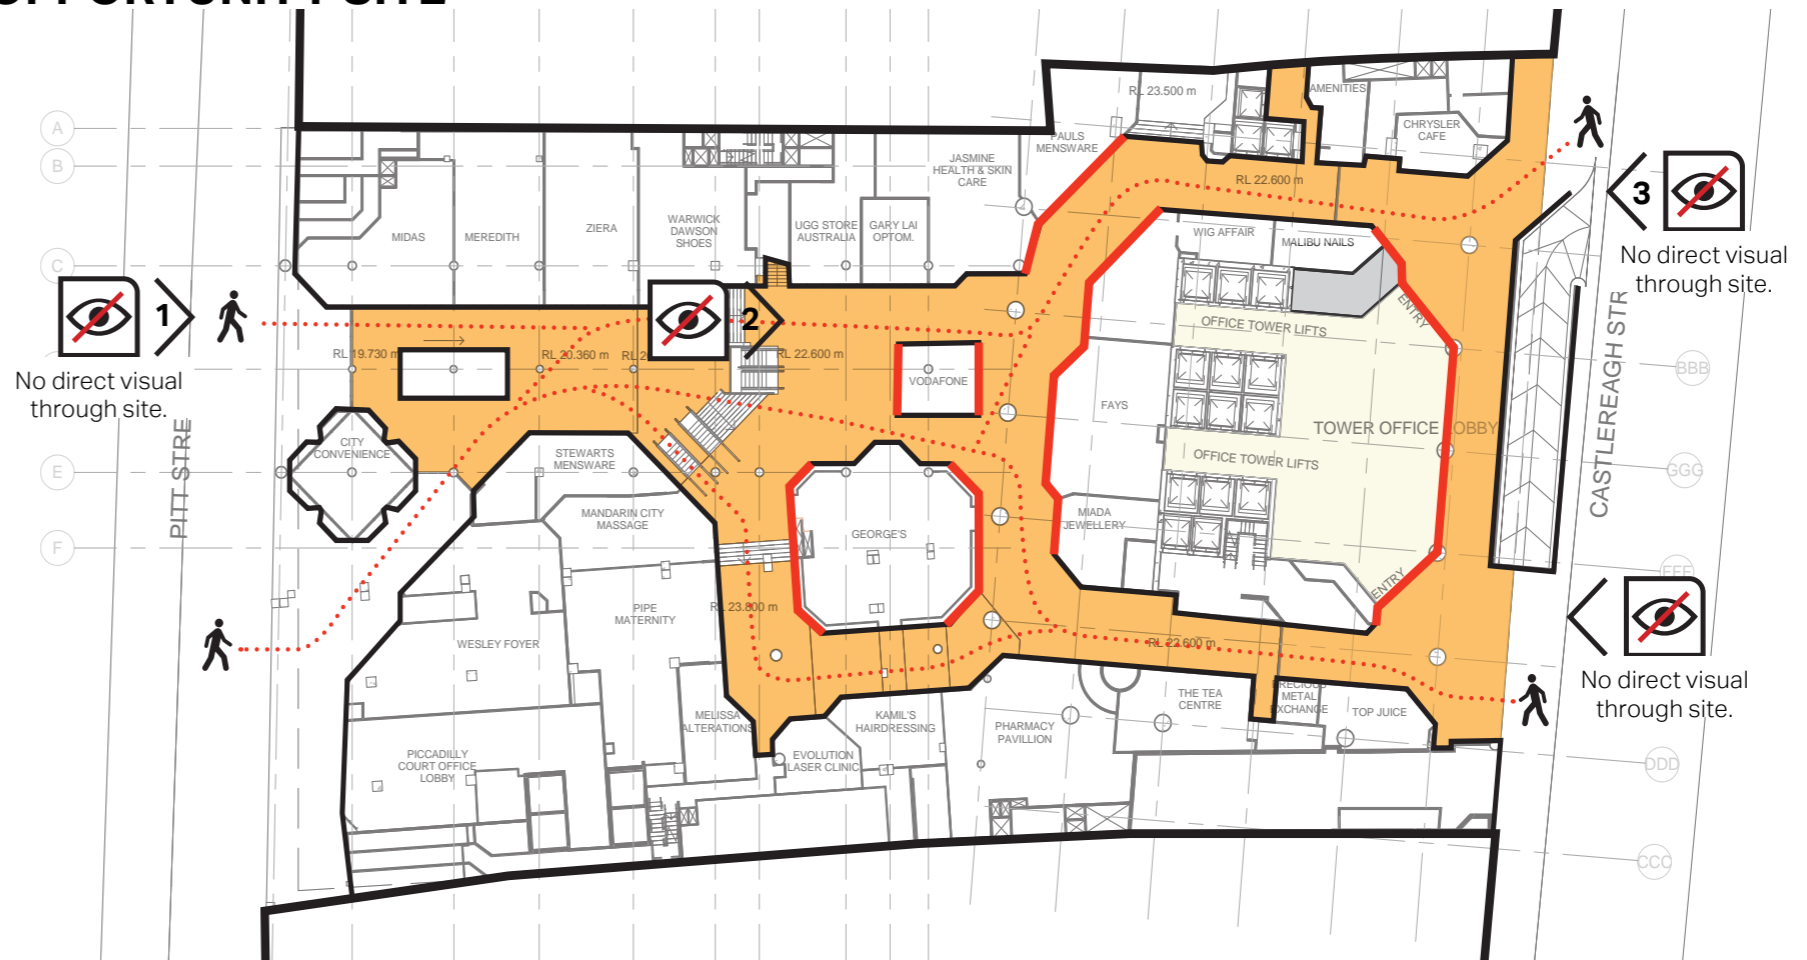 OPPORTUNITY SITE
A
B
C
E
F
BBB
GGG
EEE
DDD
CCC
RL 23.500 m
AMENITIES
CHRYSLER
CAFE
PAULS
MENSWARE
JASMINE
HEALTH & SKIN
CARE
RL 22.600 m
3
No direct visual
through site.
MIDAS
MEREDITH
ZIERA
WARWICK
DAWSON
SHOES
UGG STORE
AUSTRALIA
GARY LAI
OPTOM.
WIG AFFAIR
MALIBU NAILS
ENTRY
OFFICE TOWER LIFTS
1
No direct visual
through site.
2
RL 19.730 m
RL 20.360 m
RL 22.600 m
VODAFONE
FAYS
TOWER OFFICE LOBBY
OFFICE TOWER LIFTS
CASTLEREAGH STR
PITT STRE
CITY
CONVENIENCE
STEWARTS
MENSWARE
MANDARIN CITY
MASSAGE
GEORGE'S
MIADA
JEWELLERY
ENTRY
RL 23.800 m
RL 22.600 m
PIPE
MATERNITY
WESLEY FOYER
No direct visual
through site.
MELISSA
ALTERATIONS
KAMIL'S
HAIRDRESSING
EVOLUTION
LASER CLINIC
PHARMACY
PAVILLION
THE TEA
CENTRE
PRECIOUS
METAL
EXCHANGE
TOP JUICE
PICCADILLY
COURT OFFICE
LOBBY